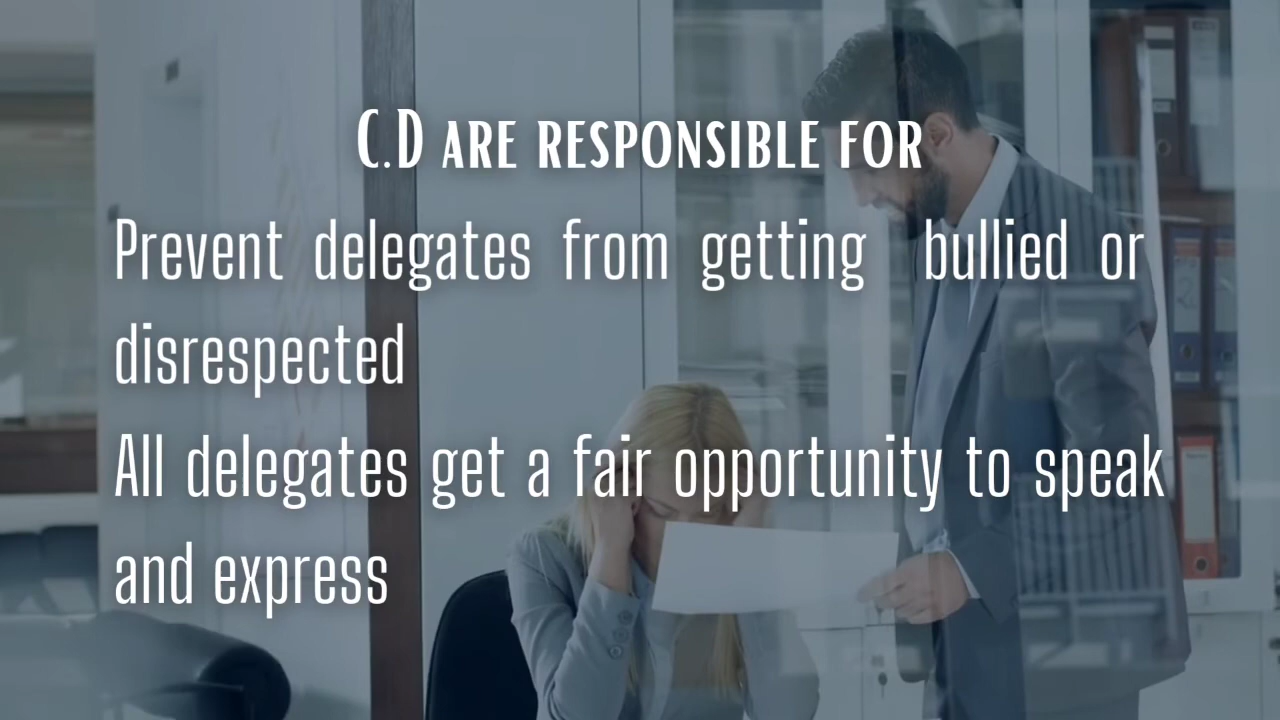 C.D ARE RESPONSIBLE FOR
Prevent delegates from getting bullied or
disrespected
All delegates get a fair opportunity to speak
and express